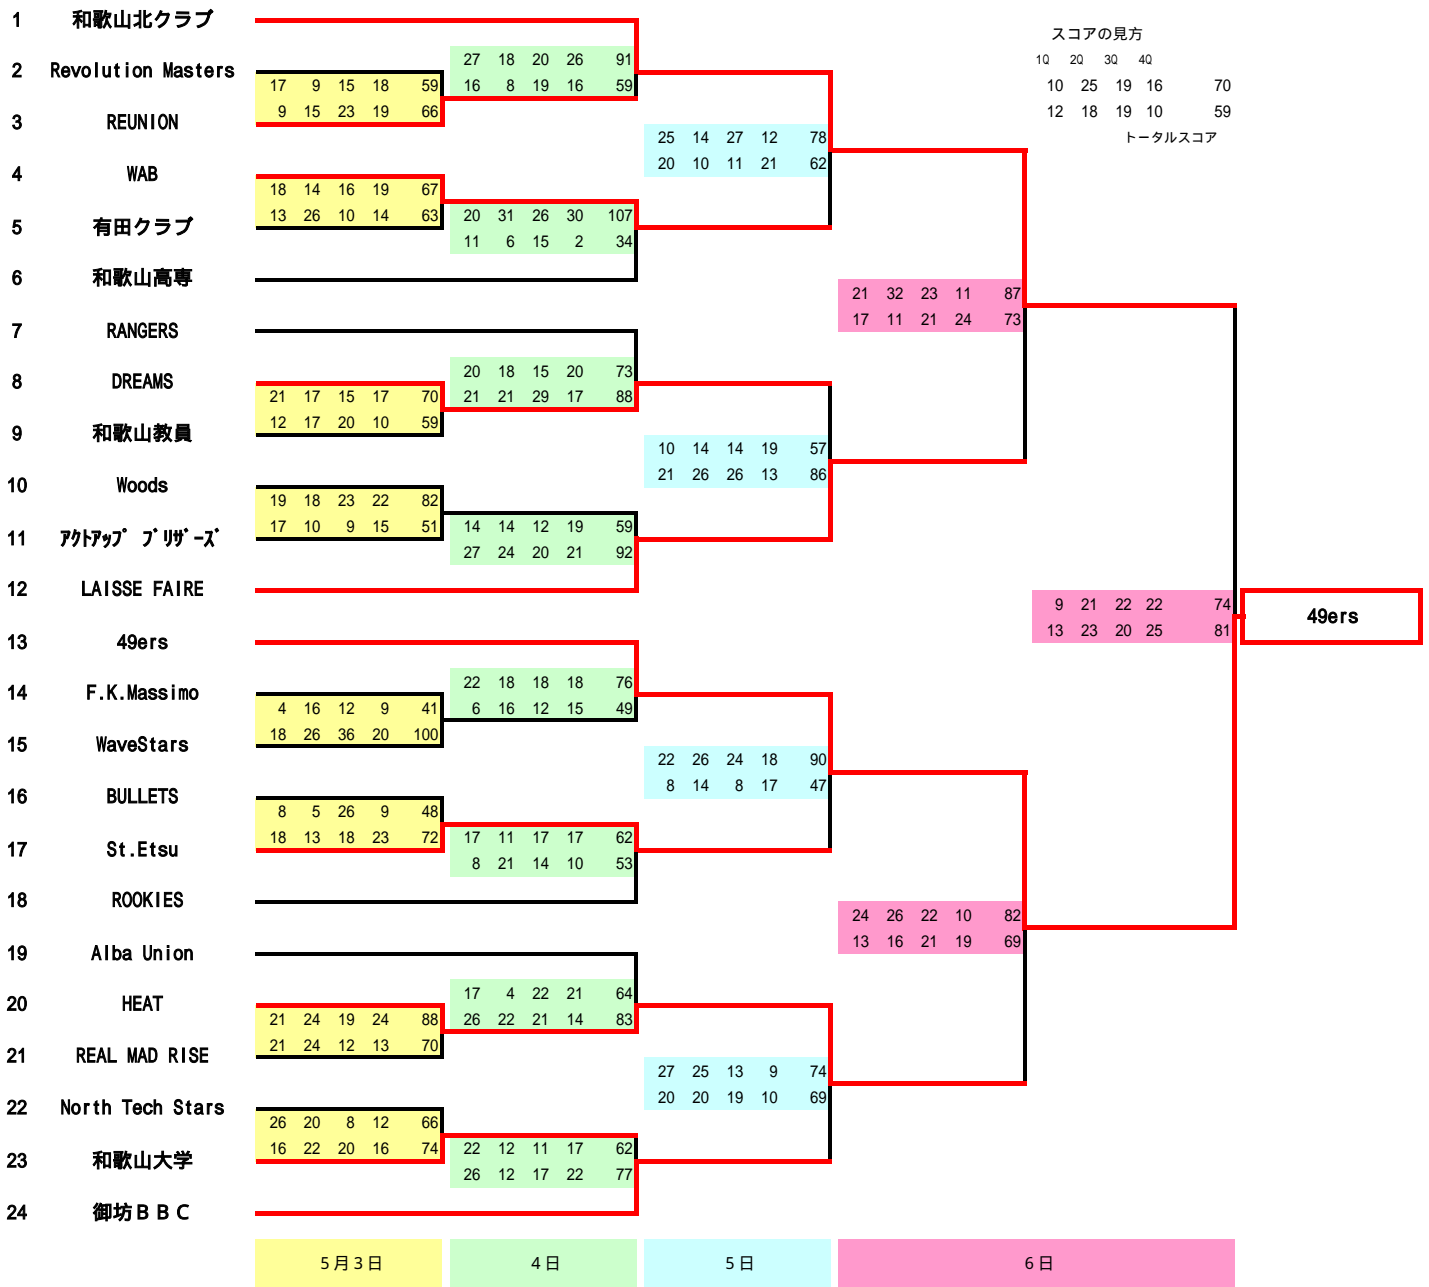 1 和歌山北クラブ
スコアの見方
27 18 20 26 91
1Q 2Q 3Q 4Q
2 Revolution Masters
17 9 15 18 59
16 8 19 16 59
10 25 19 16 70
9 15 23 19 66
12 18 19 10 59
3 REUNION
25 14 27 12 78
トータルスコア
20 10 11 21 62
4 WAB
18 14 16 19 67
13 26 10 14 63
20 31 26 30 107
5 有田クラブ
11 6 15 2 34
6 和歌山高専
21 32 23 11 87
17 11 21 24 73
7 RANGERS
20 18 15 20 73
8 DREAMS
21 17 15 17 70
21 21 29 17 88
12 17 20 10 59
9 和歌山教員
10 14 14 19 57
21 26 26 13 86
10 Woods
19 18 23 22 82
17 10 9 15 51
14 14 12 19 59
11 ｱｸﾄｱｯﾌﾟ ﾌﾞﾘｻﾞｰｽﾞ
27 24 20 21 92
12 LAISSE FAIRE
9 21 22 22 74
49ers
13 23 20 25 81
13 49ers
22 18 18 18 76
14 F.K.Massimo
4 16 12 9 41
6 16 12 15 49
18 26 36 20 100
15 WaveStars
22 26 24 18 90
8 14 8 17 47
16 BULLETS
8 5 26 9 48
18 13 18 23 72
17 11 17 17 62
17 St.Etsu
8 21 14 10 53
18 ROOKIES
24 26 22 10 82
13 16 21 19 69
19 Alba Union
17 4 22 21 64
20 HEAT
21 24 19 24 88
26 22 21 14 83
21 24 12 13 70
21 REAL MAD RISE
27 25 13 9 74
20 20 19 10 69
22 North Tech Stars
26 20 8 12 66
16 22 20 16 74
22 12 11 17 62
23 和歌山大学
26 12 17 22 77
24 御坊ＢＢＣ
5月3日 4日 5日 6日